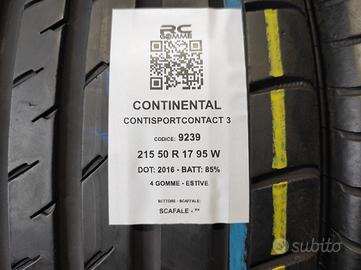 RC
GOMME
CONTINENTAL
CONTISPORTCONTACT 3
CODICE: 9239
215 50 R 17 95 W
DOT: 2016 - BATT: 85%
4 GOMME - ESTIVE
SETTORE - SCAFALE:
SCAFALE - **
subito